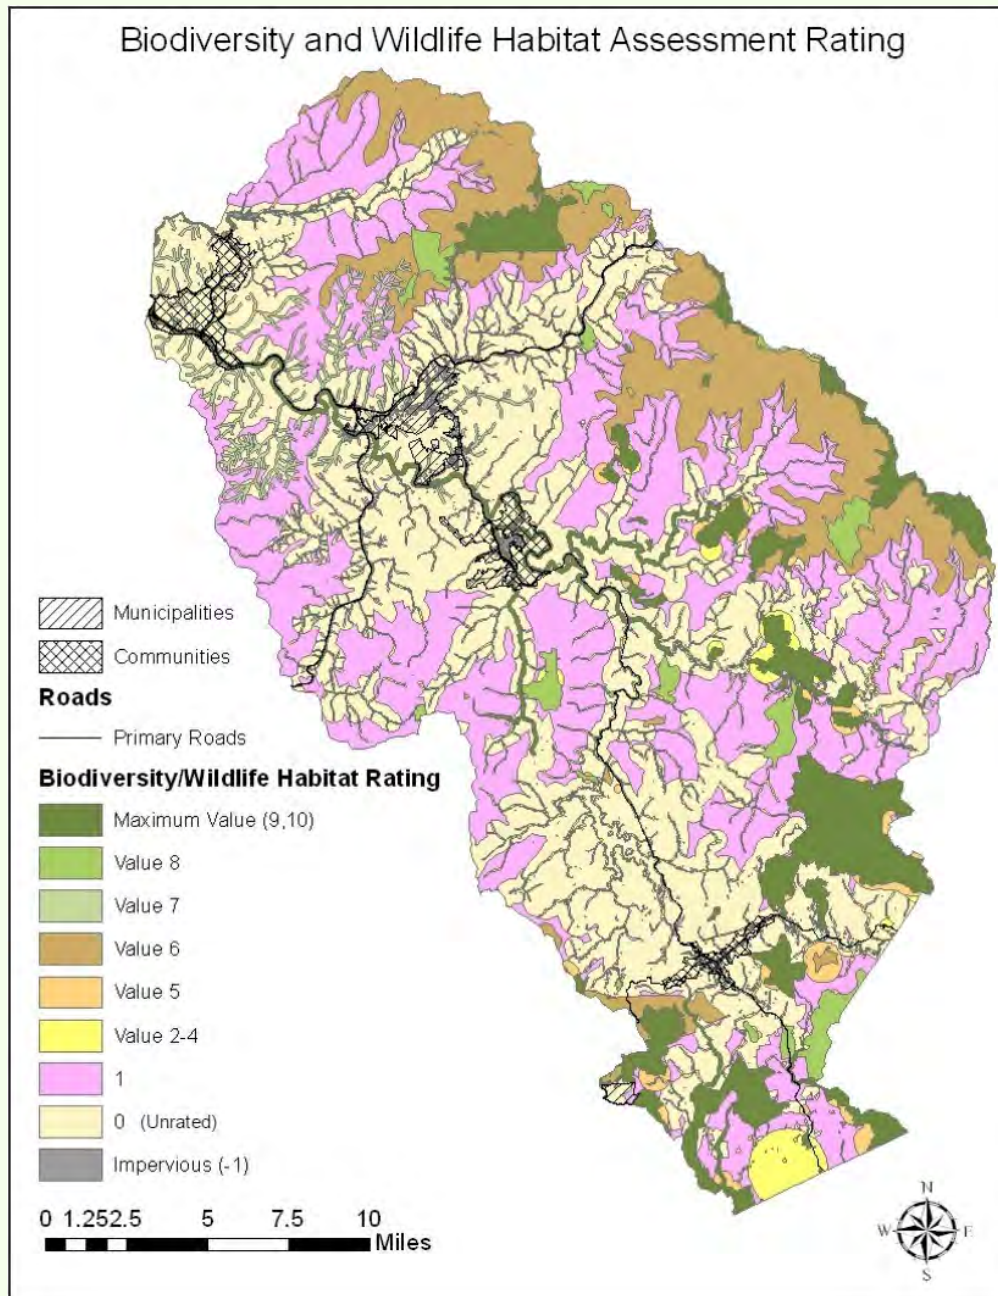 Biodiversity and Wildlife Habitat Assessment Rating
Municipalities
Communities
Roads
Primary Roads
Biodiversity/Wildlife Habitat Rating
Maximum Value (9,10)
Value 8
Value 7
Value 6
Value 5
Value 2-4
1
0 (Unrated)
Impervious (-1)
0 1.252.5 5 7.5 10
Miles
N
W E
S